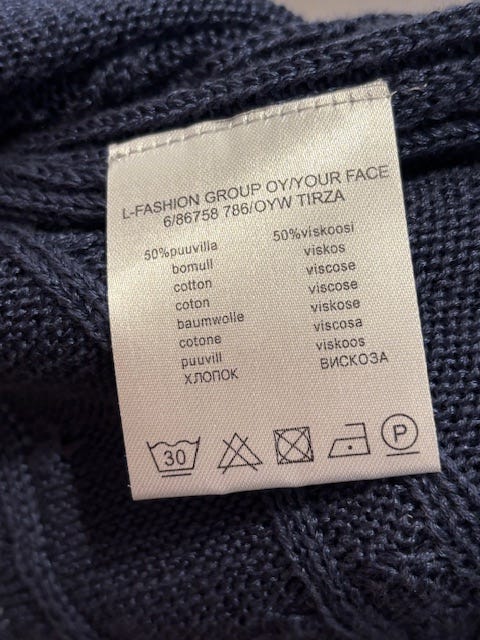 L-FASHION GROUP OY/YOUR FACE
6/86758 786/OYW TIRZA
50%puuvilla 50%viskoosi
bomull viskos
cotton viscose
coton viscose
baumwolle viskose
cotone viscosa
puuvill viskoos
ХЛОПОК ВИСКОЗА
30 P